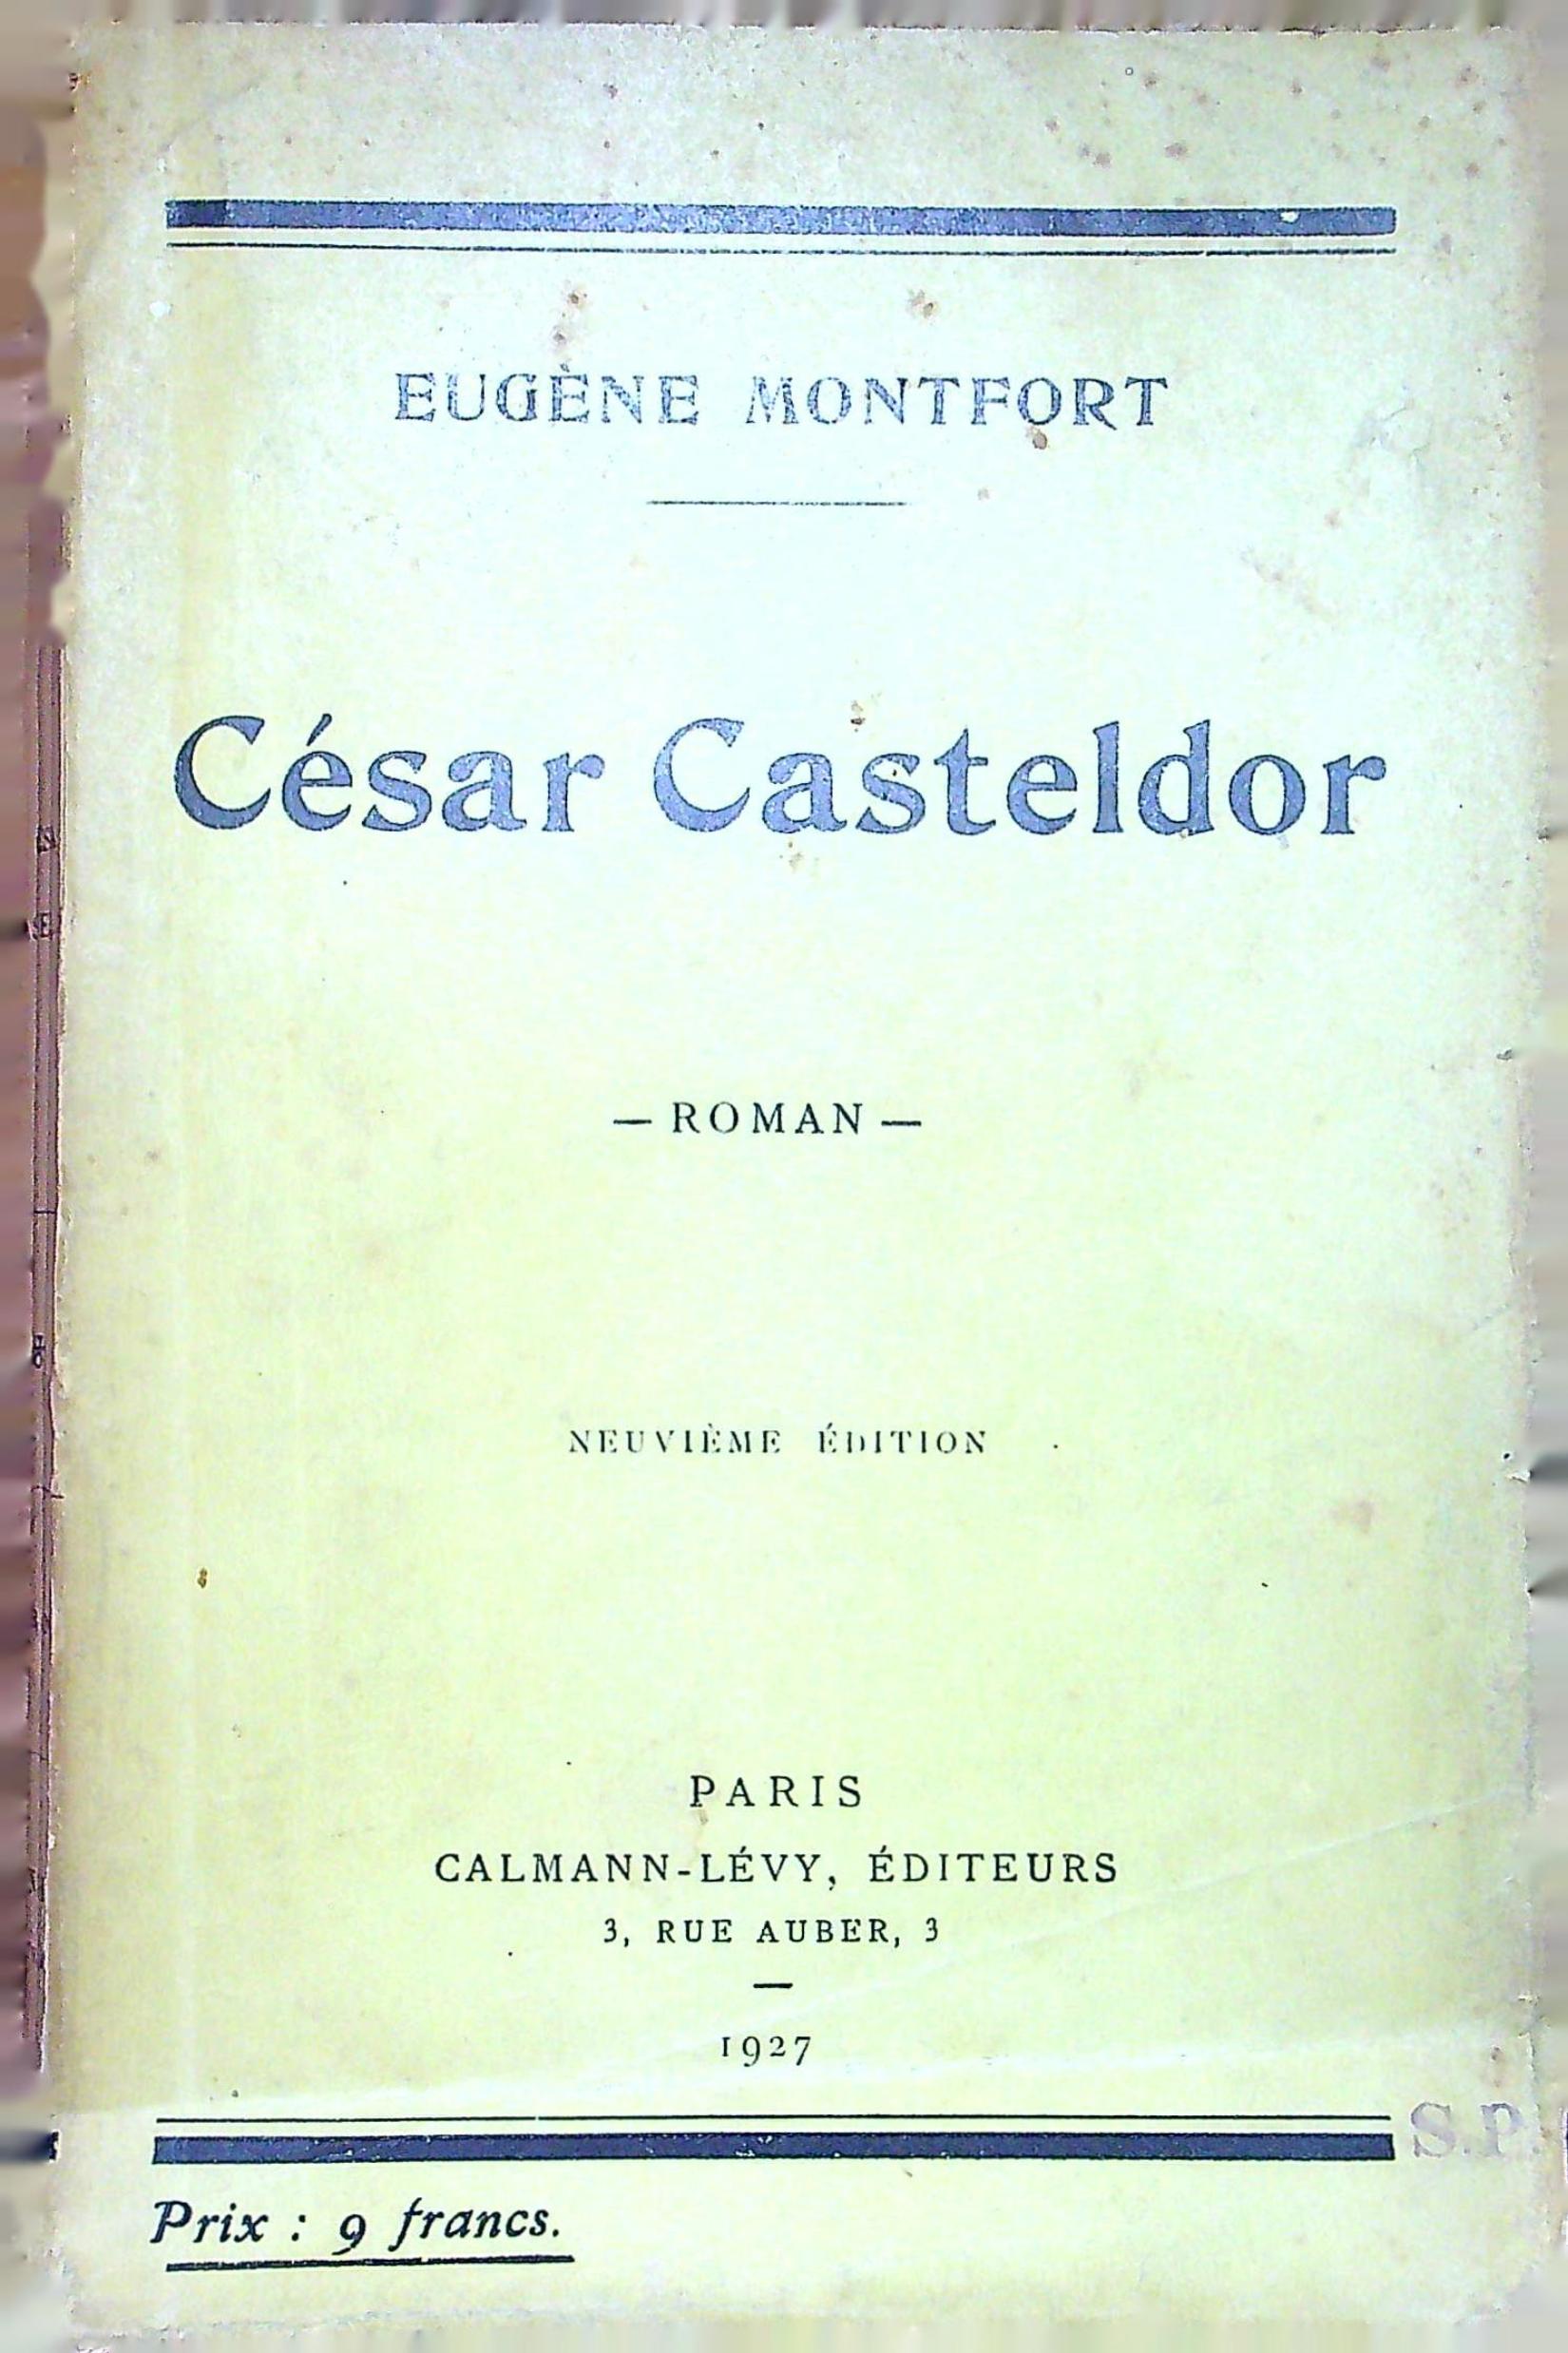 EUGÈNE MONTFORT
César Casteldor
— ROMAN —
NEUVIÈME ÉDITION
PARIS
CALMANN-LÉVY, ÉDITEURS
3, RUE AUBER, 3
1927
S.P.
Prix : 9 francs.